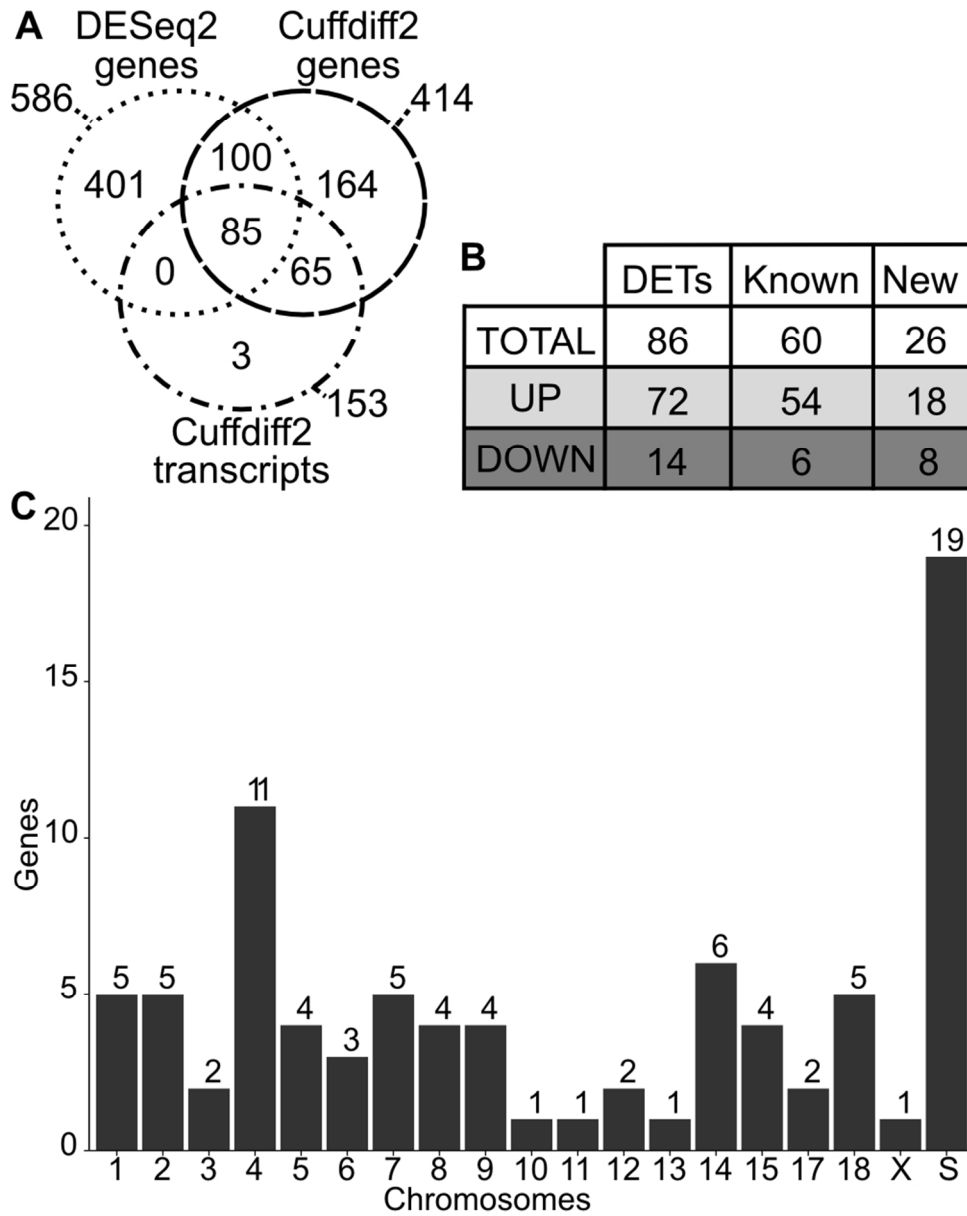 A
DESeq2
genes
Cuffdiff2
genes
586
414
100
401
164
85
0
65
3
153
Cuffdiff2
transcripts
B
DETs Known New
TOTAL 86 60 26
UP 72 54 18
DOWN 14 6 8
C
20
15
10
5
0
Genes
5 5 2 11 4 3 5 4 4 1 1 2 1 6 4 2 5 1 19
1 2 3 4 5 6 7 8 9 10 11 12 13 14 15 17 18 X S
Chromosomes